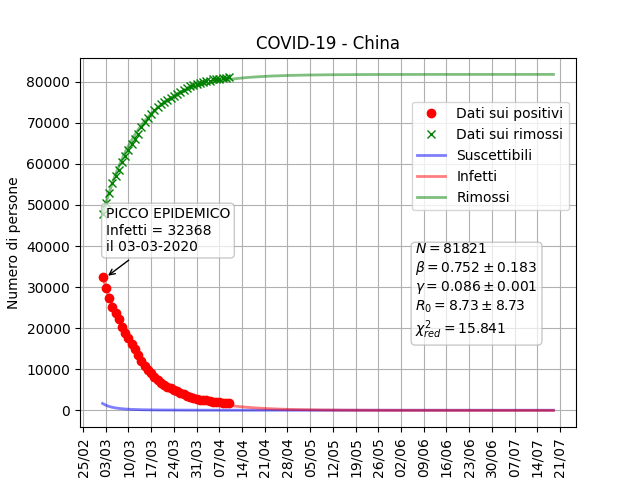 COVID-19 - China
Numero di persone
80000
70000
60000
50000
40000
30000
20000
10000
0
Dati sui positivi
Dati sui rimossi
Suscettibili
Infetti
Rimossi
PICCO EPIDEMICO
Infetti = 32368
il 03-03-2020
N = 81821
β = 0.752 ± 0.183
γ = 0.086 ± 0.001
R₀ = 8.73 ± 8.73
χ²red = 15.841
25/02
03/03
10/03
17/03
24/03
31/03
07/04
14/04
21/04
28/04
05/05
12/05
19/05
26/05
02/06
09/06
16/06
23/06
30/06
07/07
14/07
21/07